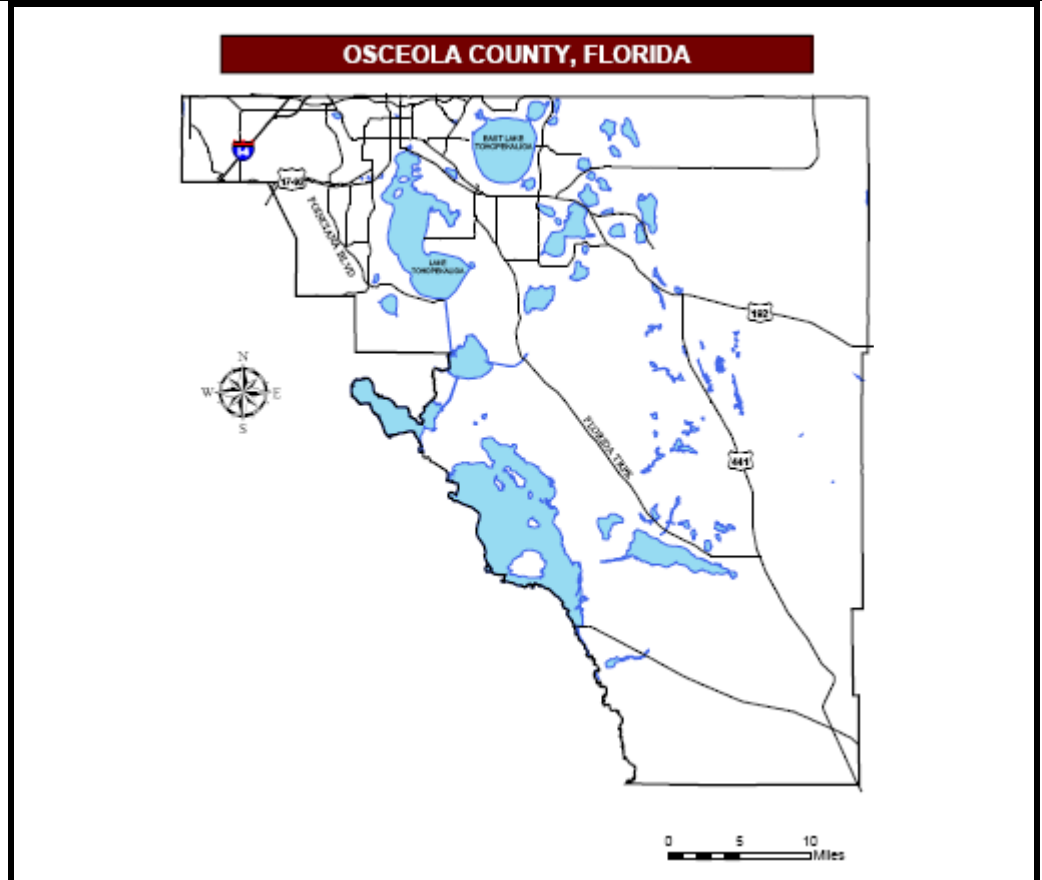 OSCEOLA COUNTY, FLORIDA
EAST LAKE
TOHOPEKALIGA
I-4
17-92
POINCIANA BLVD
LAKE
TOHOPEKALIGA
192
N
W E
S
FLORIDA TRPK
441
0 5 10
Miles